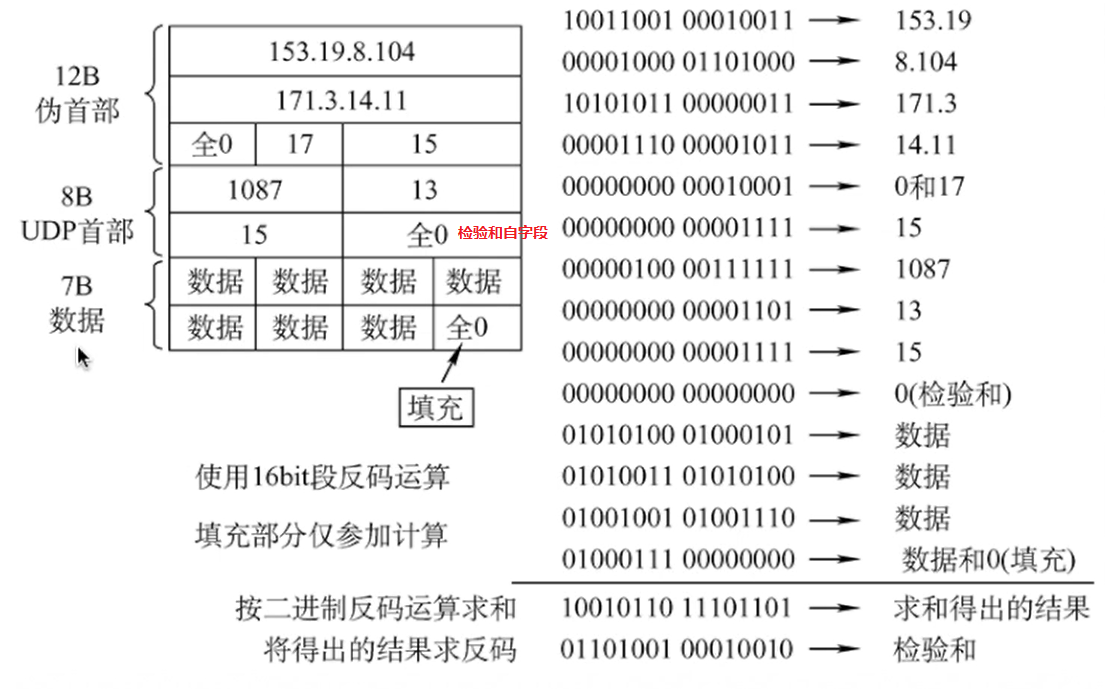 12B
伪首部
153.19.8.104
171.3.14.11
全0 17 15
8B
UDP首部
1087 13
15 全0 检验和自字段
7B
数据
数据 数据 数据 数据
数据 数据 数据 全0
填充
使用16bit段反码运算
填充部分仅参加计算
10011001 00010011 153.19
00001000 01101000 8.104
10101011 00000011 171.3
00001110 00001011 14.11
00000000 00010001 0和17
00000000 00001111 15
00000100 00111111 1087
00000000 00001101 13
00000000 00001111 15
00000000 00000000 0(检验和)
01010100 01000101 数据
01010011 01010100 数据
01001001 01001110 数据
01000111 00000000 数据和0(填充)
按二进制反码运算求和 10010110 11101101 求和得出的结果
将得出的结果求反码 01101001 00010010 检验和